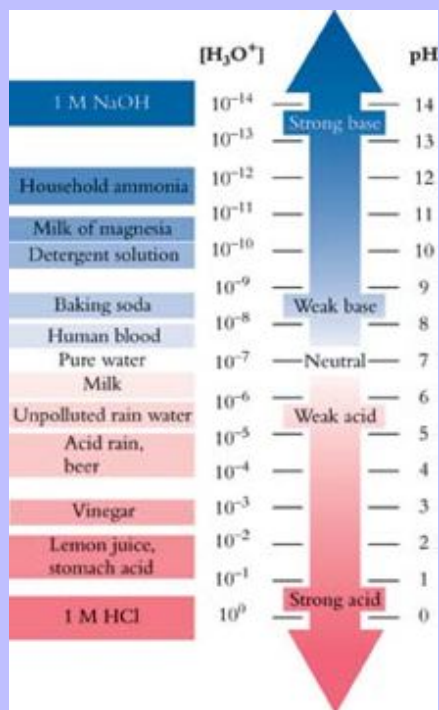 [H₃O⁺] pH
1 M NaOH 10⁻¹⁴ 14
Strong base
10⁻¹³ 13
Household ammonia 10⁻¹² 12
10⁻¹¹ 11
Milk of magnesia
Detergent solution 10⁻¹⁰ 10
10⁻⁹ 9
Baking soda Weak base
10⁻⁸ 8
Human blood
Pure water 10⁻⁷ Neutral 7
Milk
10⁻⁶ 6
Unpolluted rain water Weak acid
10⁻⁵ 5
Acid rain,
beer
10⁻⁴ 4
Vinegar 10⁻³ 3
10⁻² 2
Lemon juice,
stomach acid
10⁻¹ 1
Strong acid
1 M HCl 10⁰ 0